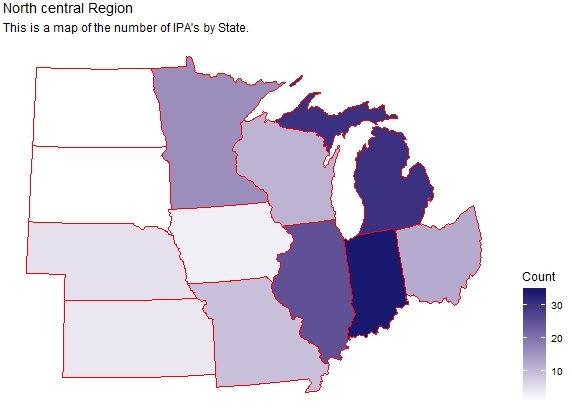 North central Region
This is a map of the number of IPA's by State.
Count
30
20
10